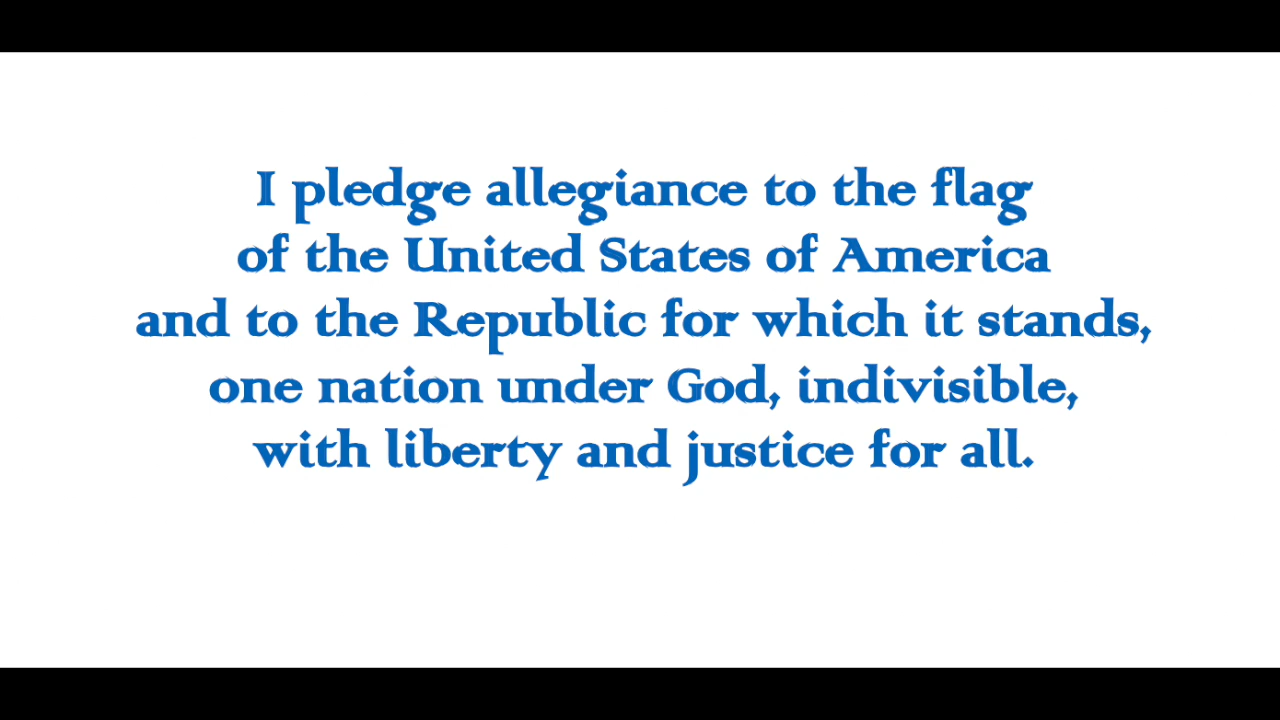 I pledge allegiance to the flag
of the United States of America
and to the Republic for which it stands,
one nation under God, indivisible,
with liberty and justice for all.